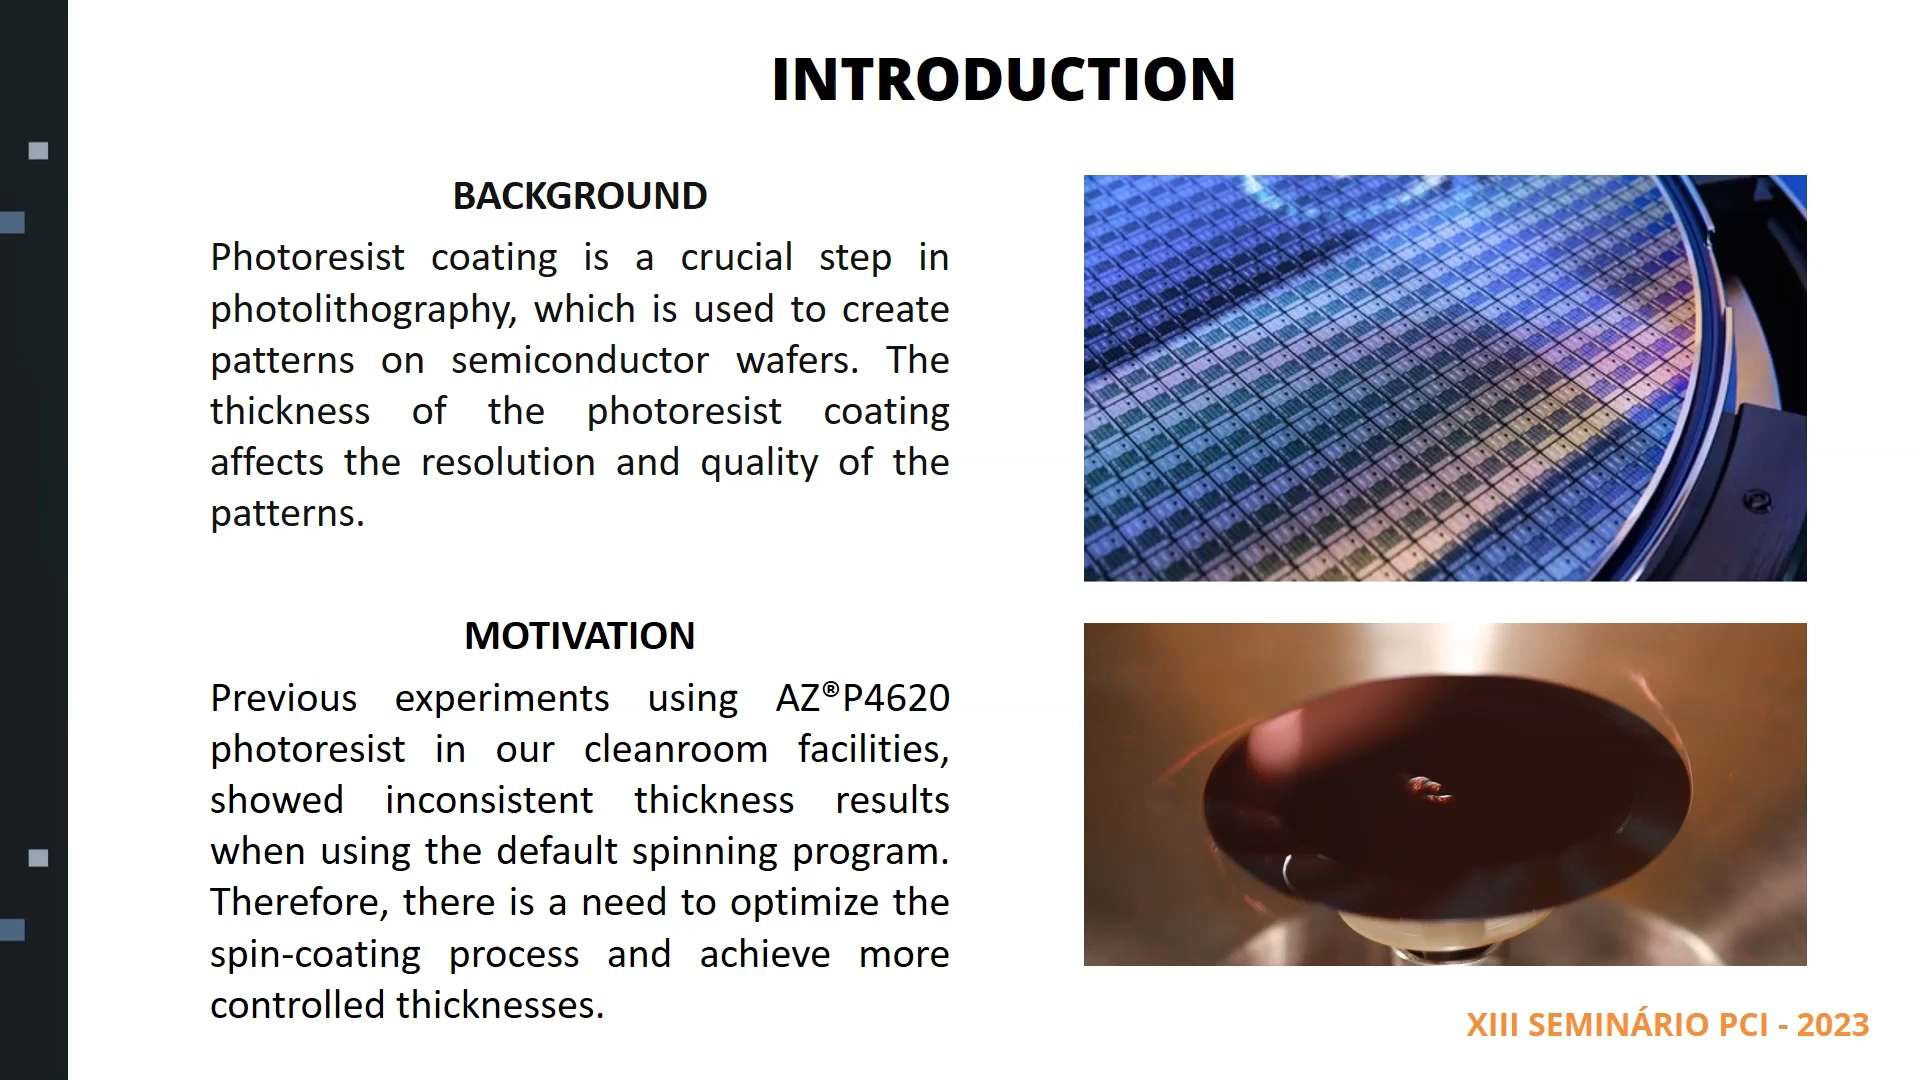 INTRODUCTION
BACKGROUND
Photoresist coating is a crucial step in
photolithography, which is used to create
patterns on semiconductor wafers. The
thickness of the photoresist coating
affects the resolution and quality of the
patterns.
MOTIVATION
Previous experiments using AZ®P4620
photoresist in our cleanroom facilities,
showed inconsistent thickness results
when using the default spinning program.
Therefore, there is a need to optimize the
spin-coating process and achieve more
controlled thicknesses.
XIII SEMINÁRIO PCI - 2023